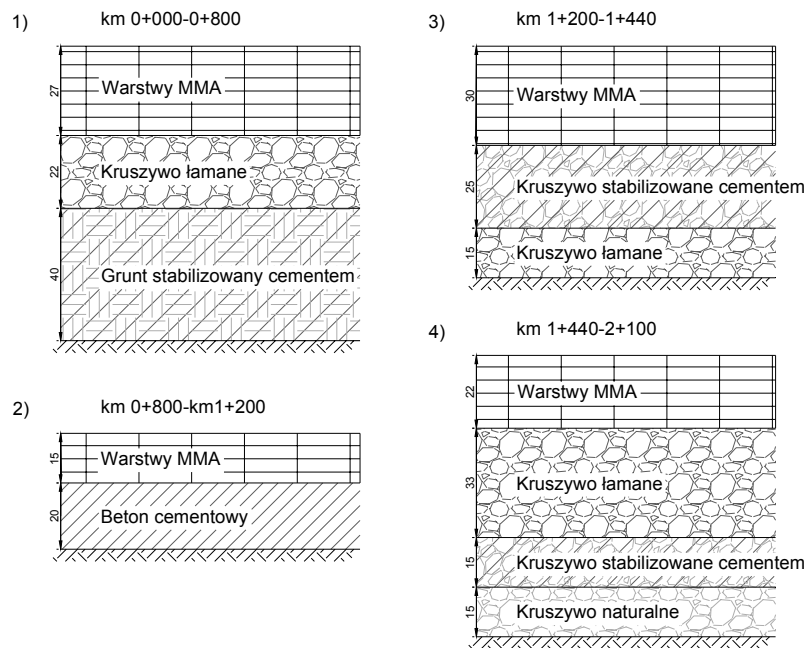 1)
km 0+000-0+800
27
Warstwy MMA
22
Kruszywo łamane
40
Grunt stabilizowany cementem
2)
km 0+800-km1+200
15
Warstwy MMA
20
Beton cementowy
3)
km 1+200-1+440
30
Warstwy MMA
25
Kruszywo stabilizowane cementem
15
Kruszywo łamane
4)
km 1+440-2+100
22
Warstwy MMA
33
Kruszywo łamane
15
Kruszywo stabilizowane cementem
15
Kruszywo naturalne